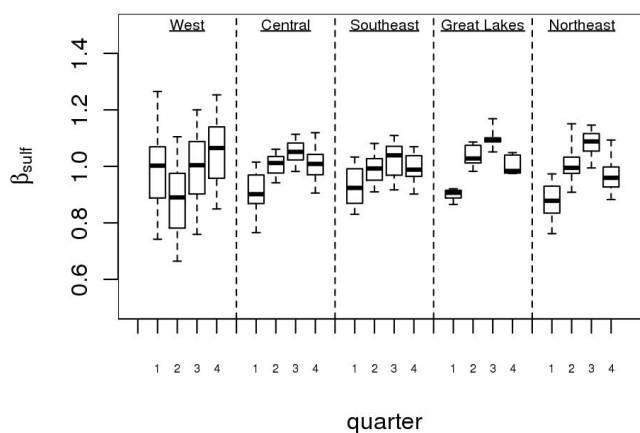 West Central Southeast Great Lakes Northeast
1.4
1.2
1.0
0.8
0.6
βsulf
1 2 3 4 1 2 3 4 1 2 3 4 1 2 3 4 1 2 3 4
quarter